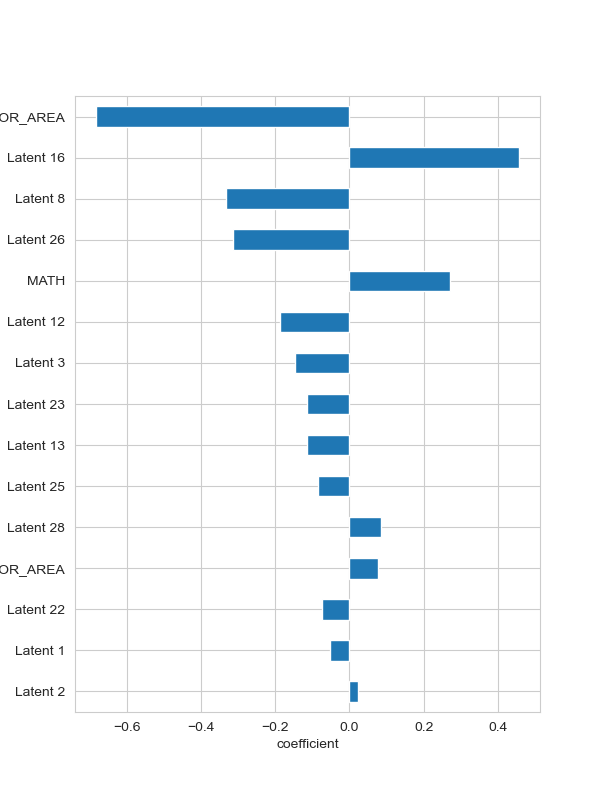 OR_AREA
Latent 16
Latent 8
Latent 26
MATH
Latent 12
Latent 3
Latent 23
Latent 13
Latent 25
Latent 28
OR_AREA
Latent 22
Latent 1
Latent 2
−0.6 −0.4 −0.2 0.0 0.2 0.4
coefficient